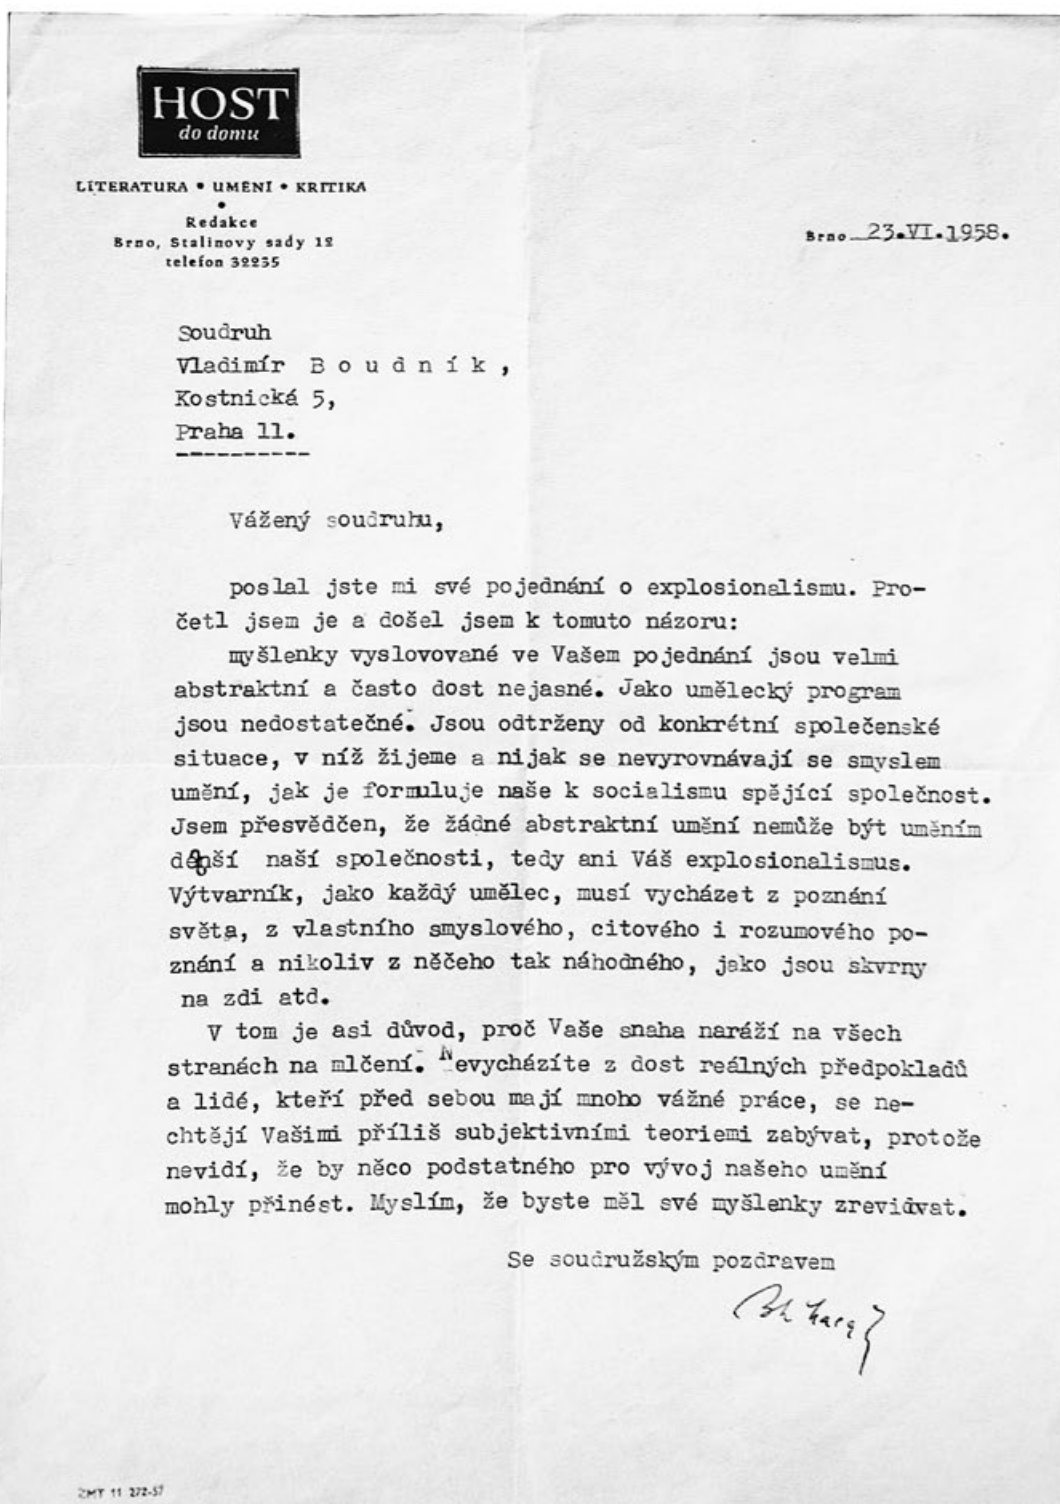 HOST
do domu
LITERATURA • UMĚNÍ • KRITIKA
•
Redakce
Brno, Stalinovy sady 12
telefon 32235
Brno 23.VI.1958.
Soudruh
Vladimír B o u d n í k ,
Kostnická 5,
Praha 11.
----------
Vážený soudruhu,
poslal jste mi své pojednání o explosionalismu. Pro-
četl jsem je a došel jsem k tomuto názoru:
myšlenky vyslovované ve Vašem pojednání jsou velmi
abstraktní a často dost nejasné. Jako umělecký program
jsou nedostatečné. Jsou odtrženy od konkrétní společenské
situace, v níž žijeme a nijak se nevyrovnávají se smyslem
umění, jak je formuluje naše k socialismu spějící společnost.
Jsem přesvědčen, že žádné abstraktní umění nemůže být uměním
naší společnosti, tedy ani Váš explosionalismus.
Výtvarník, jako každý umělec, musí vycházet z poznání
světa, z vlastního smyslového, citového i rozumového po-
znání a nikoliv z něčeho tak náhodného, jako jsou skvrny
na zdi atd.
V tom je asi důvod, proč Vaše snaha naráží na všech
stranách na mlčení. Nevycházíte z dost reálných předpokladů
a lidé, kteří před sebou mají mnoho vážné práce, se ne-
chtějí Vašimi příliš subjektivními teoriemi zabývat, protože
nevidí, že by něco podstatného pro vývoj našeho umění
mohly přinést. Myslím, že byste měl své myšlenky zrevidovat.
Se soudružským pozdravem
ZMT 11 272-57